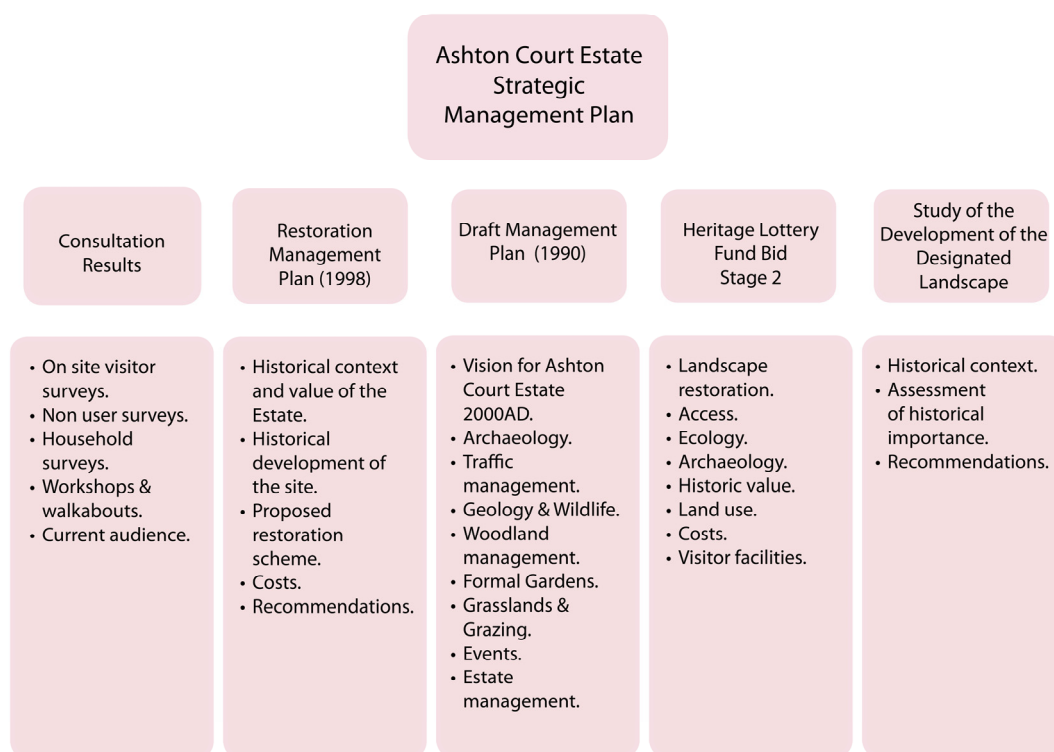 Ashton Court Estate
Strategic
Management Plan
Consultation
Results
Restoration
Management
Plan (1998)
Draft Management
Plan  (1990)
Heritage Lottery
Fund Bid
Stage 2
Study of the
Development of the
Designated
Landscape
• On site visitor
surveys.
• Non user surveys.
• Household
surveys.
• Workshops &
walkabouts.
• Current audience.
• Historical context
and value of the
Estate.
• Historical
development of
the site.
• Proposed
restoration
scheme.
• Costs.
• Recommendations.
• Vision for Ashton
Court Estate
2000AD.
• Archaeology.
• Traffic
management.
• Geology & Wildlife.
• Woodland
management.
• Formal Gardens.
• Grasslands &
Grazing.
• Events.
• Estate
management.
• Landscape
restoration.
• Access.
• Ecology.
• Archaeology.
• Historic value.
• Land use.
• Costs.
• Visitor facilities.
• Historical context.
• Assessment
of historical
importance.
• Recommendations.